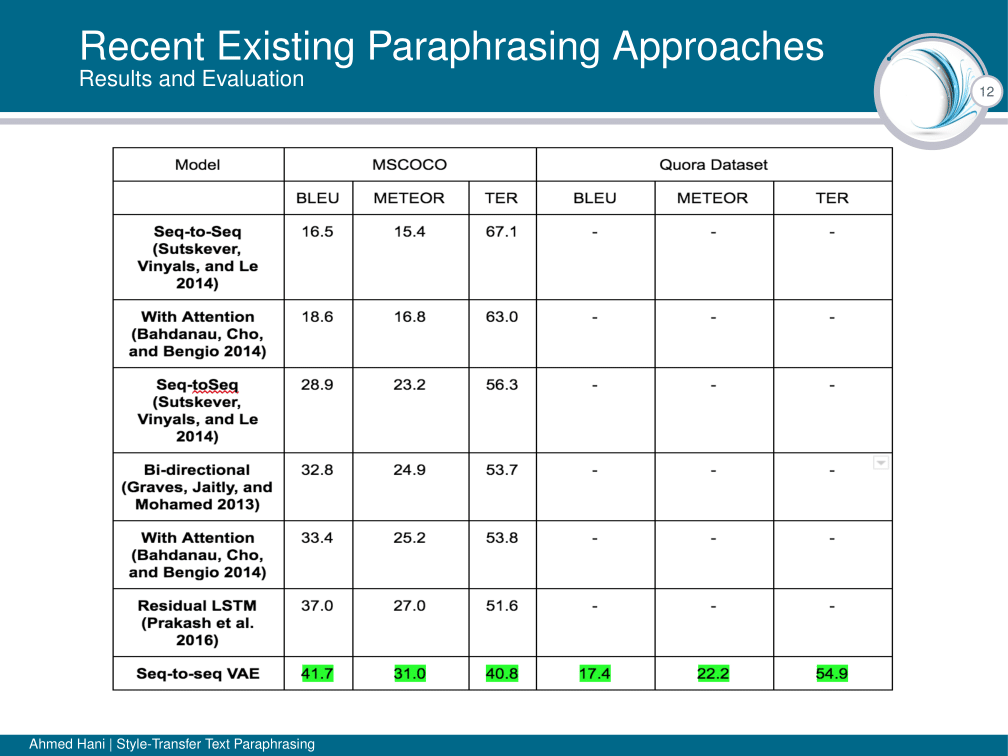 Recent Existing Paraphrasing Approaches
Results and Evaluation
12
Model MSCOCO Quora Dataset
BLEU METEOR TER BLEU METEOR TER
Seq-to-Seq 16.5 15.4 67.1 - - -
(Sutskever,
Vinyals, and Le
2014)
With Attention 18.6 16.8 63.0 - - -
(Bahdanau, Cho,
and Bengio 2014)
Seq-toSeq 28.9 23.2 56.3 - - -
(Sutskever,
Vinyals, and Le
2014)
Bi-directional 32.8 24.9 53.7 - - -
(Graves, Jaitly, and
Mohamed 2013)
With Attention 33.4 25.2 53.8 - - -
(Bahdanau, Cho,
and Bengio 2014)
Residual LSTM 37.0 27.0 51.6 - - -
(Prakash et al.
2016)
Seq-to-seq VAE 41.7 31.0 40.8 17.4 22.2 54.9
Ahmed Hani | Style-Transfer Text Paraphrasing